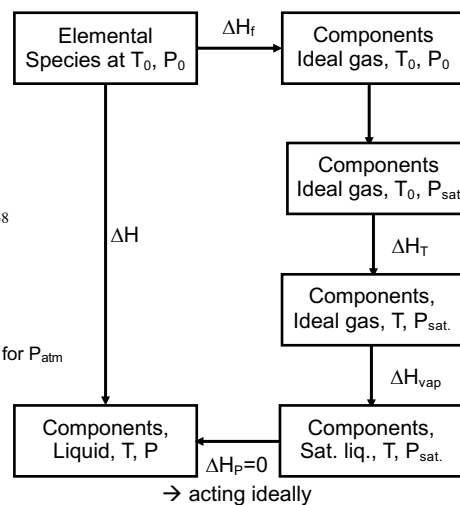 Elemental
Species at T0, P0
ΔHf
Components
Ideal gas, T0, P0
Components
Ideal gas, T0, Psat
8
ΔH
ΔHT
Components,
Ideal gas, T, Psat.
for Patm
ΔHvap
Components,
Liquid, T, P
Components,
Sat. liq., T, Psat.
ΔHP=0
→ acting ideally